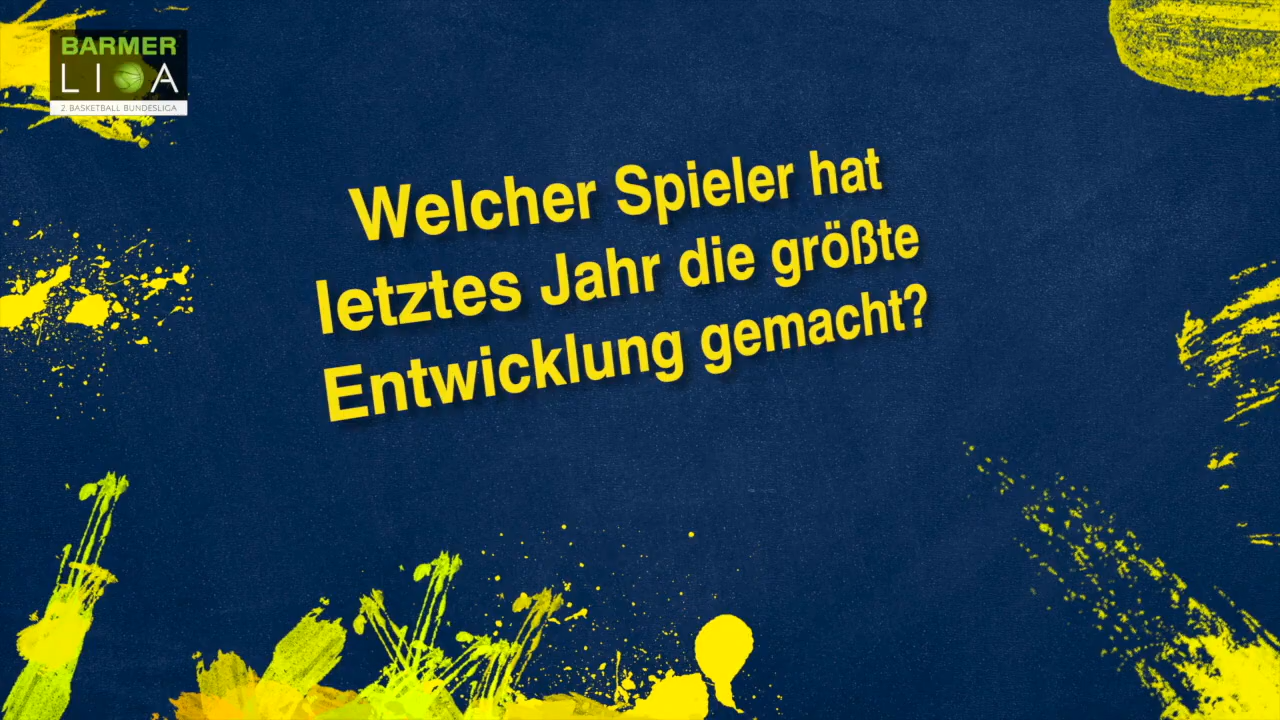 BARMER
LIGA
2. BASKETBALL BUNDESLIGA
Welcher Spieler hat
letztes Jahr die größte
Entwicklung gemacht?